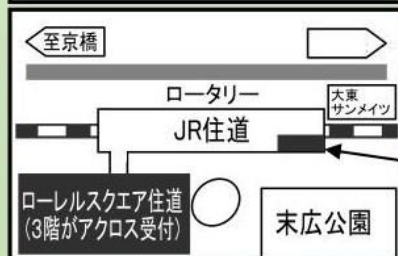 至京橋
ロータリー
大東
サンメイツ
JR住道
ローレルスクエア住道
(3階がアクロス受付)
末広公園